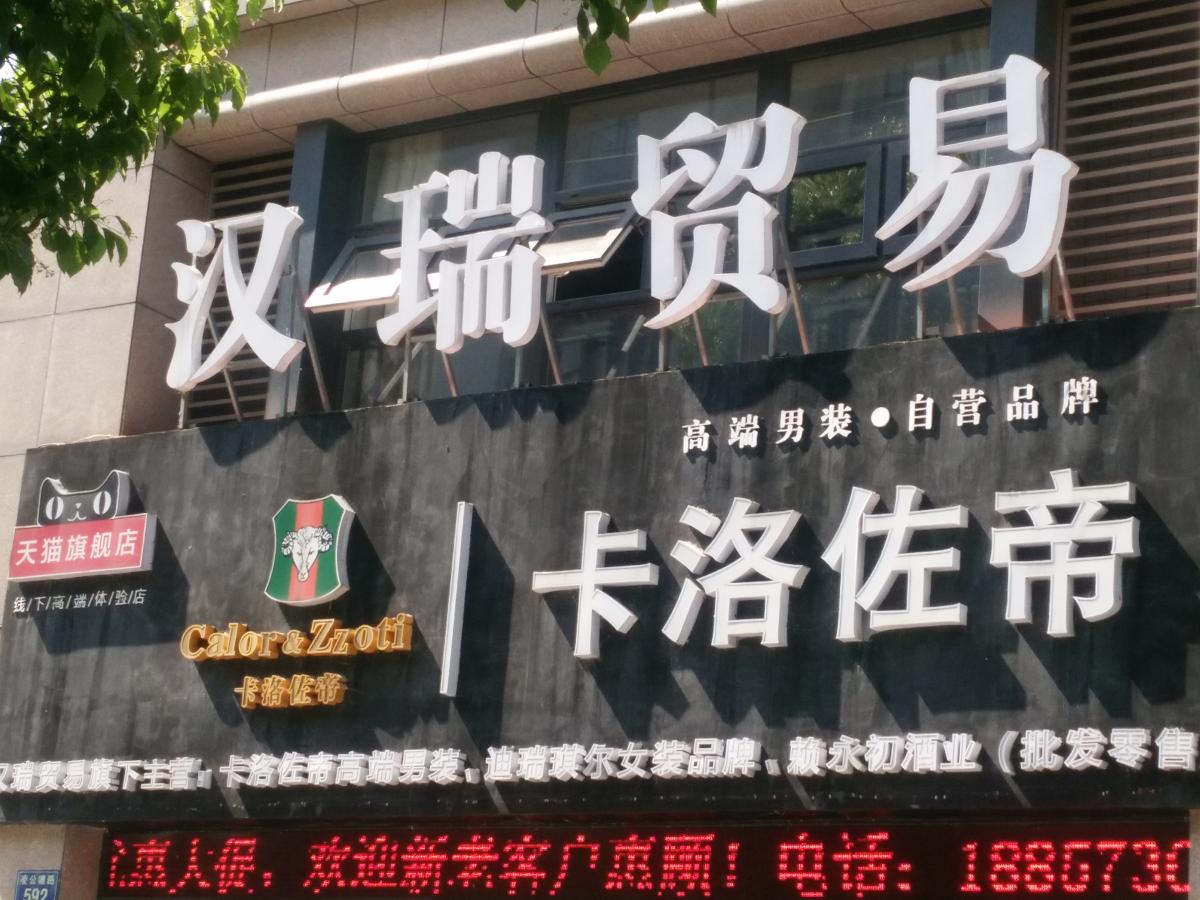 汉瑞贸易
高端男装●自营品牌
天猫旗舰店
线/下/高/端/体/验/店
Calor&Zzoti
卡洛佐帝
卡洛佐帝
汉瑞贸易旗下主营：卡洛佐帝高端男装、迪瑞琪尔女装品牌、赖永初酒业（批发零售
惠大很，欢迎新老客户惠顾！电话：1886730
592